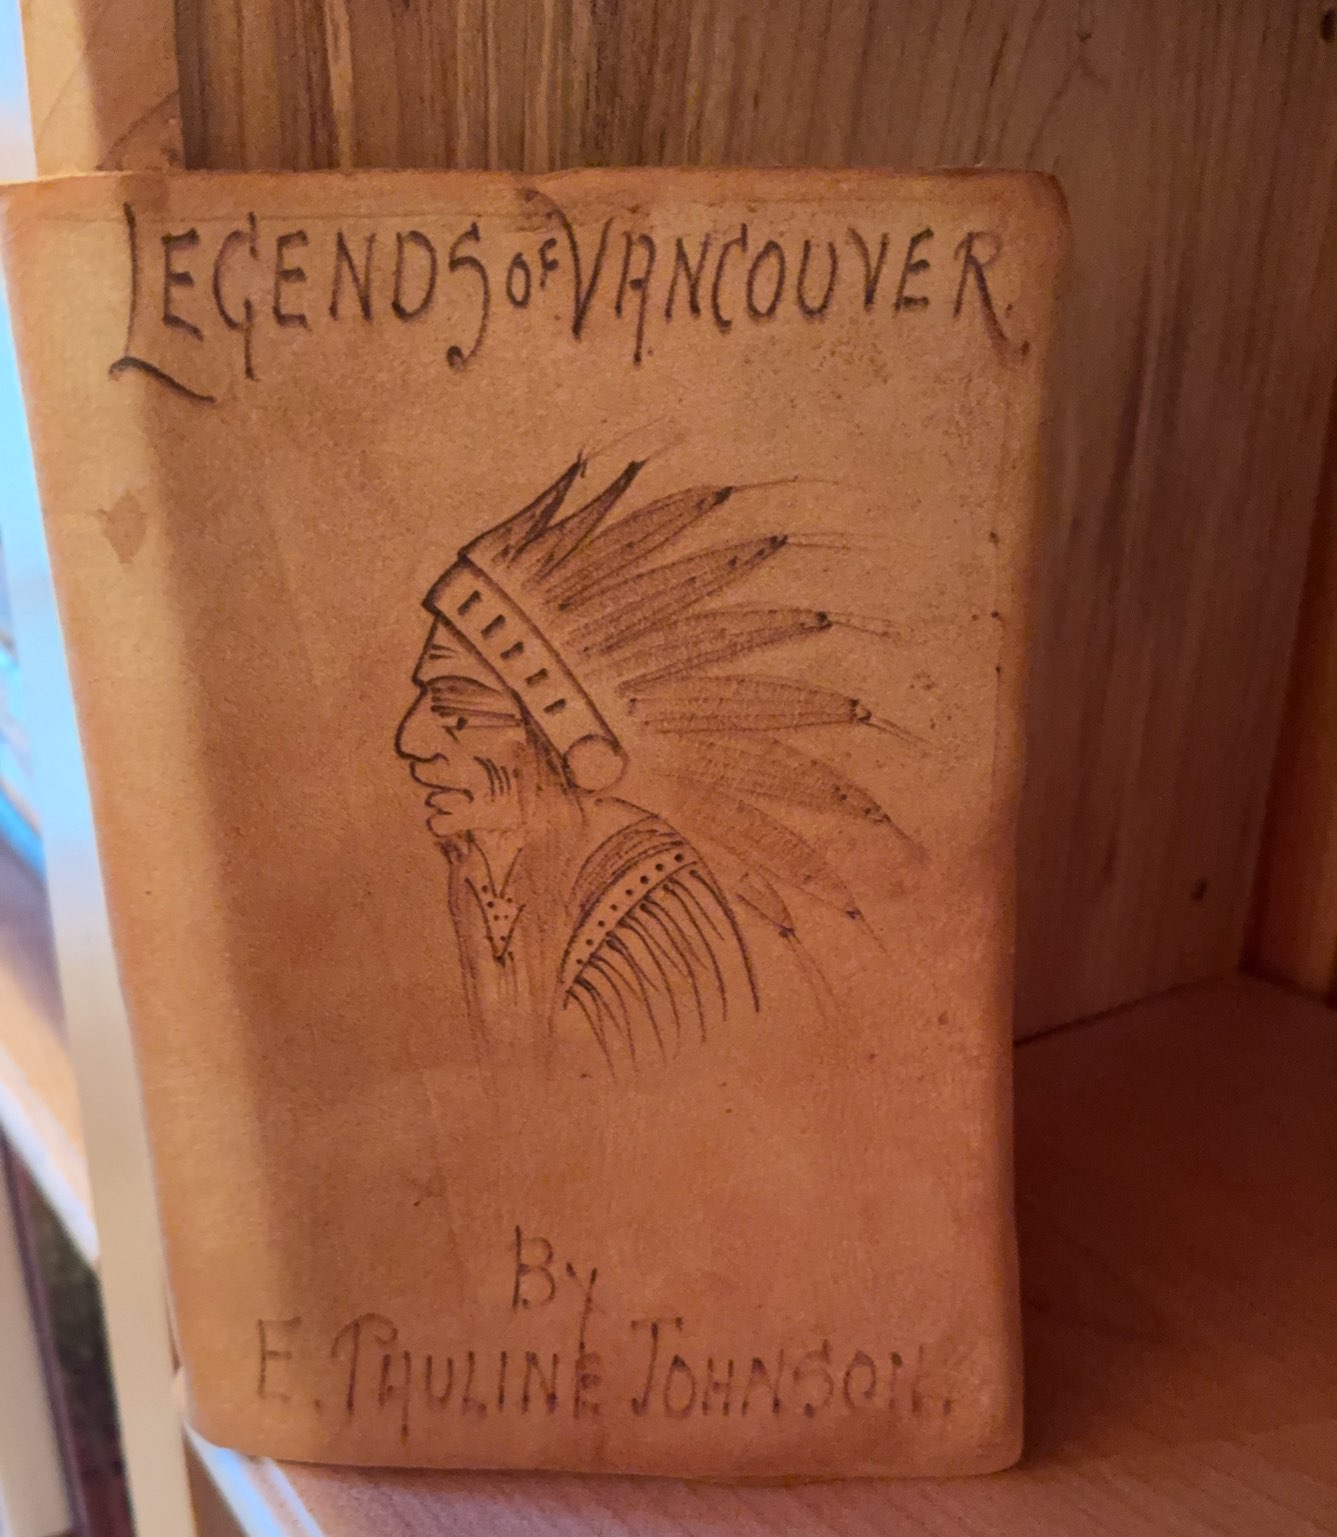 LEGENDS OF VANCOUVER.
By
E. PAULINE JOHNSON.